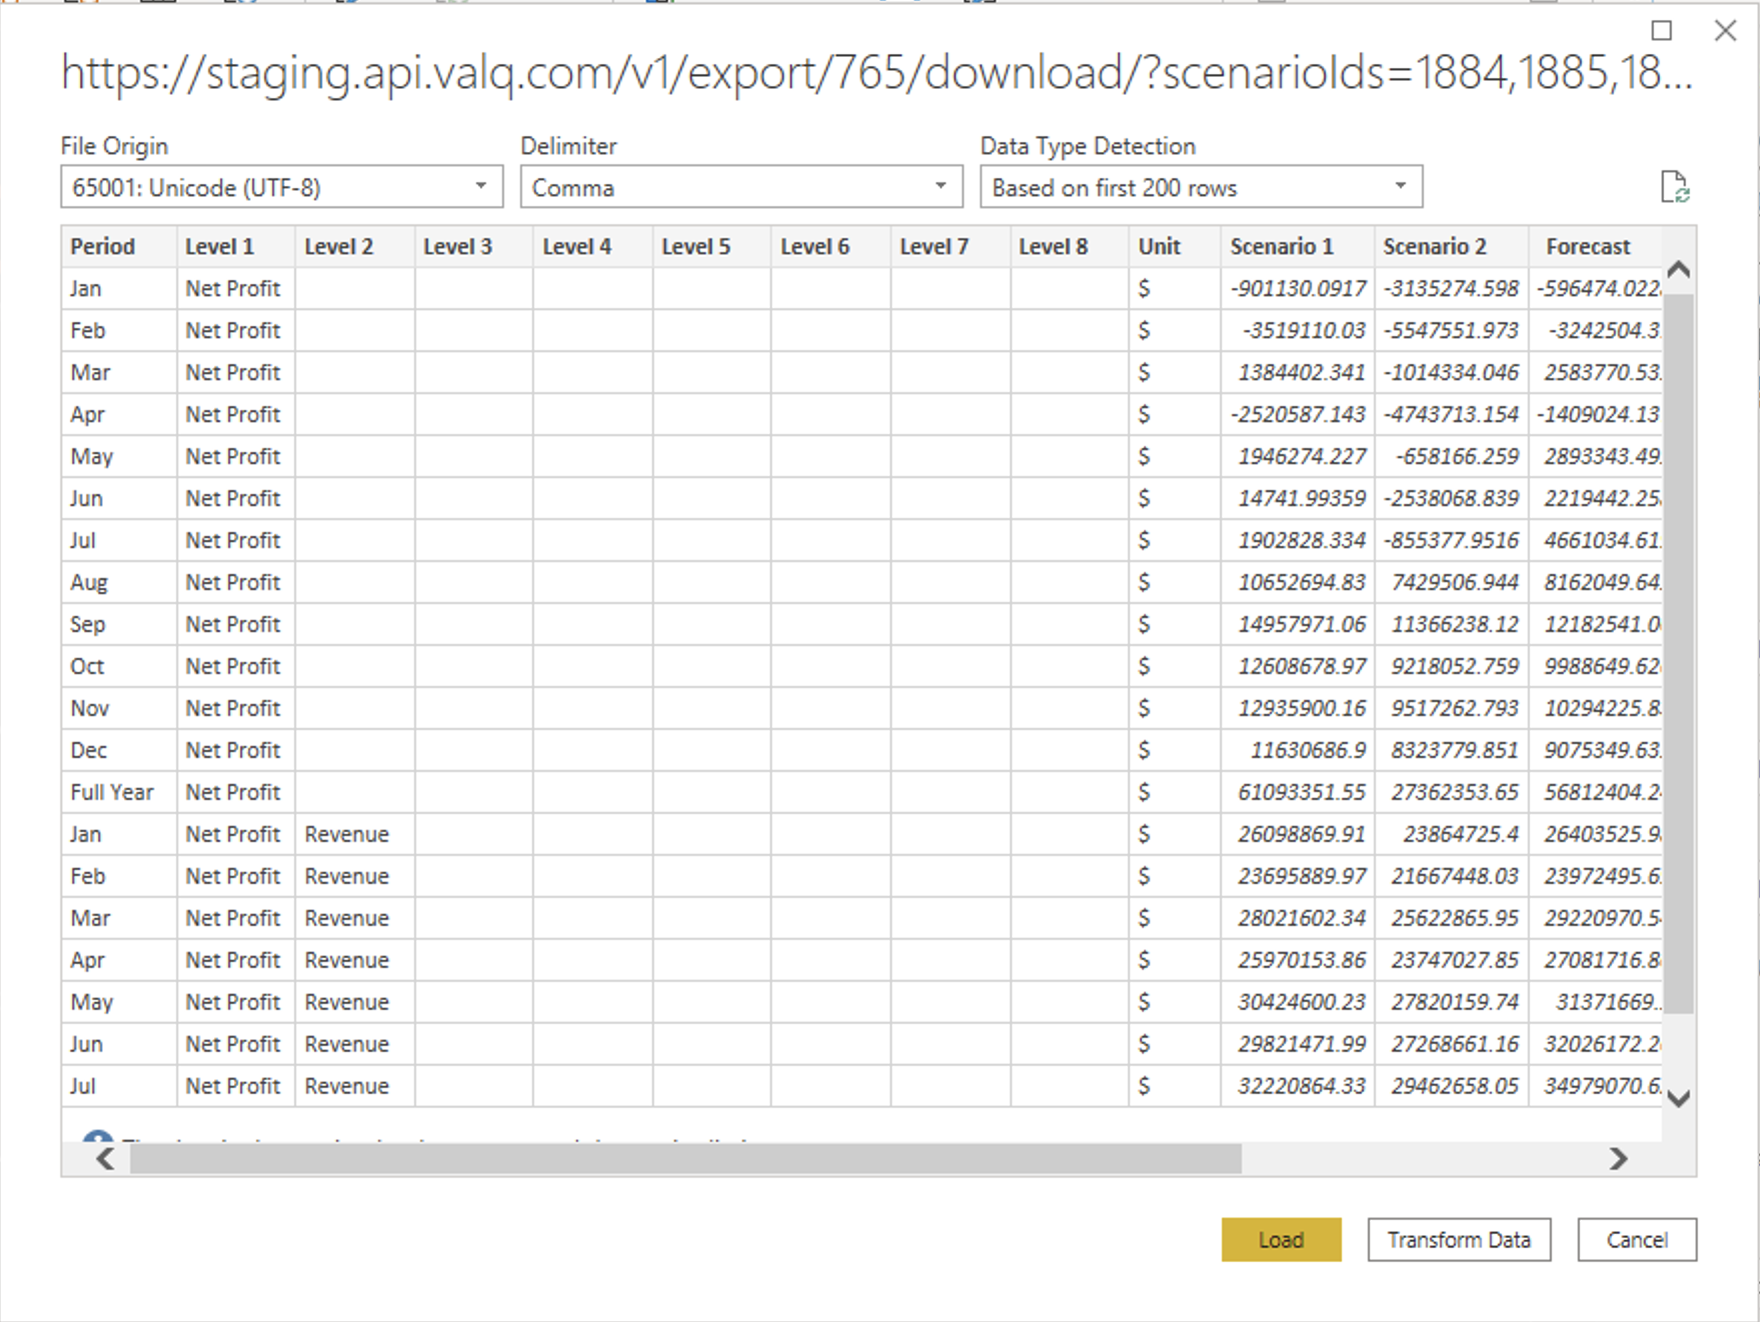 https://staging.api.valq.com/v1/export/765/download/?scenarioIds=1884,1885,18...
File Origin Delimiter Data Type Detection
65001: Unicode (UTF-8) Comma Based on first 200 rows
Period Level 1 Level 2 Level 3 Level 4 Level 5 Level 6 Level 7 Level 8 Unit Scenario 1 Scenario 2 Forecast
Jan Net Profit $ -901130.0917 -3135274.598 -596474.022
Feb Net Profit $ -3519110.03 -5547551.973 -3242504.3
Mar Net Profit $ 1384402.341 -1014334.046 2583770.53
Apr Net Profit $ -2520587.143 -4743713.154 -1409024.13
May Net Profit $ 1946274.227 -658166.259 2893343.49
Jun Net Profit $ 14741.99359 -2538068.839 2219442.25
Jul Net Profit $ 1902828.334 -855377.9516 4661034.61
Aug Net Profit $ 10652694.83 7429506.944 8162049.64
Sep Net Profit $ 14957971.06 11366238.12 12182541.0
Oct Net Profit $ 12608678.97 9218052.759 9988649.62
Nov Net Profit $ 12935900.16 9517262.793 10294225.8
Dec Net Profit $ 11630686.9 8323779.851 9075349.63
Full Year Net Profit $ 61093351.55 27362353.65 56812404.2
Jan Net Profit Revenue $ 26098869.91 23864725.4 26403525.9
Feb Net Profit Revenue $ 23695889.97 21667448.03 23972495.6
Mar Net Profit Revenue $ 28021602.34 25622865.95 29220970.5
Apr Net Profit Revenue $ 25970153.86 23747027.85 27081716.8
May Net Profit Revenue $ 30424600.23 27820159.74 31371669.
Jun Net Profit Revenue $ 29821471.99 27268661.16 32026172.2
Jul Net Profit Revenue $ 32220864.33 29462658.05 34979070.6
Load Transform Data Cancel